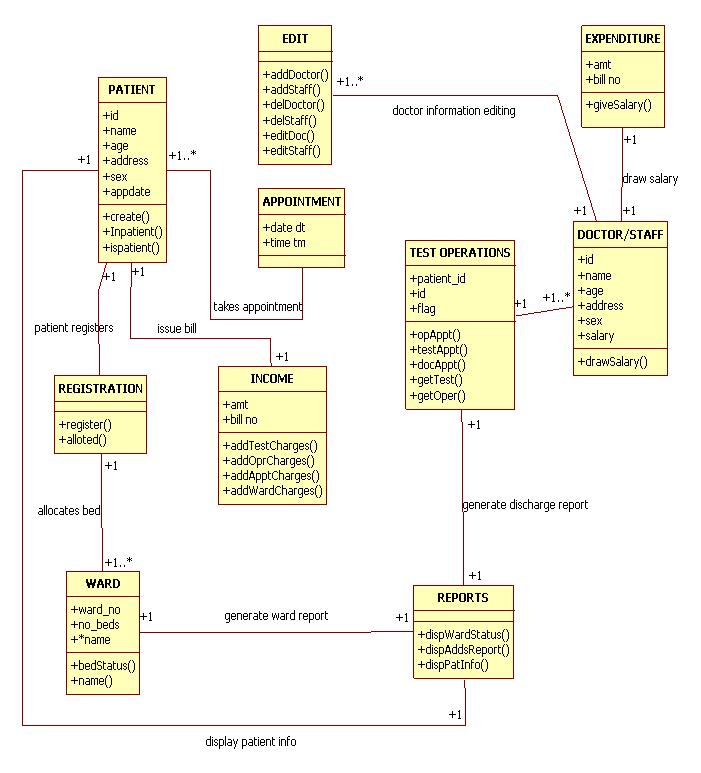 EDIT
+addDoctor()
+addStaff()
+delDoctor()
+delStaff()
+editDoc()
+editStaff()
+1..*
doctor information editing
+1
EXPENDITURE
+amt
+bill no
+giveSalary()
+1
draw salary
+1
PATIENT
+id
+name
+age
+address
+sex
+appdate
+create()
+Inpatient()
+ispatient()
+1
+1..*
+1
+1
APPOINTMENT
+date dt
+time tm
takes appointment
TEST OPERATIONS
+patient_id
+id
+flag
+opAppt()
+testAppt()
+docAppt()
+getTest()
+getOper()
+1
+1..*
DOCTOR/STAFF
+id
+name
+age
+address
+sex
+salary
+drawSalary()
patient registers
issue bill
+1
REGISTRATION
+register()
+alloted()
+1
INCOME
+amt
+bill no
+addTestCharges()
+addOprCharges()
+addApptCharges()
+addWardCharges()
+1
generate discharge report
+1
allocates bed
+1..*
WARD
+ward_no
+no_beds
+*name
+bedStatus()
+name()
+1
generate ward report
+1
REPORTS
+dispWardStatus()
+dispAddsReport()
+dispPatInfo()
+1
display patient info